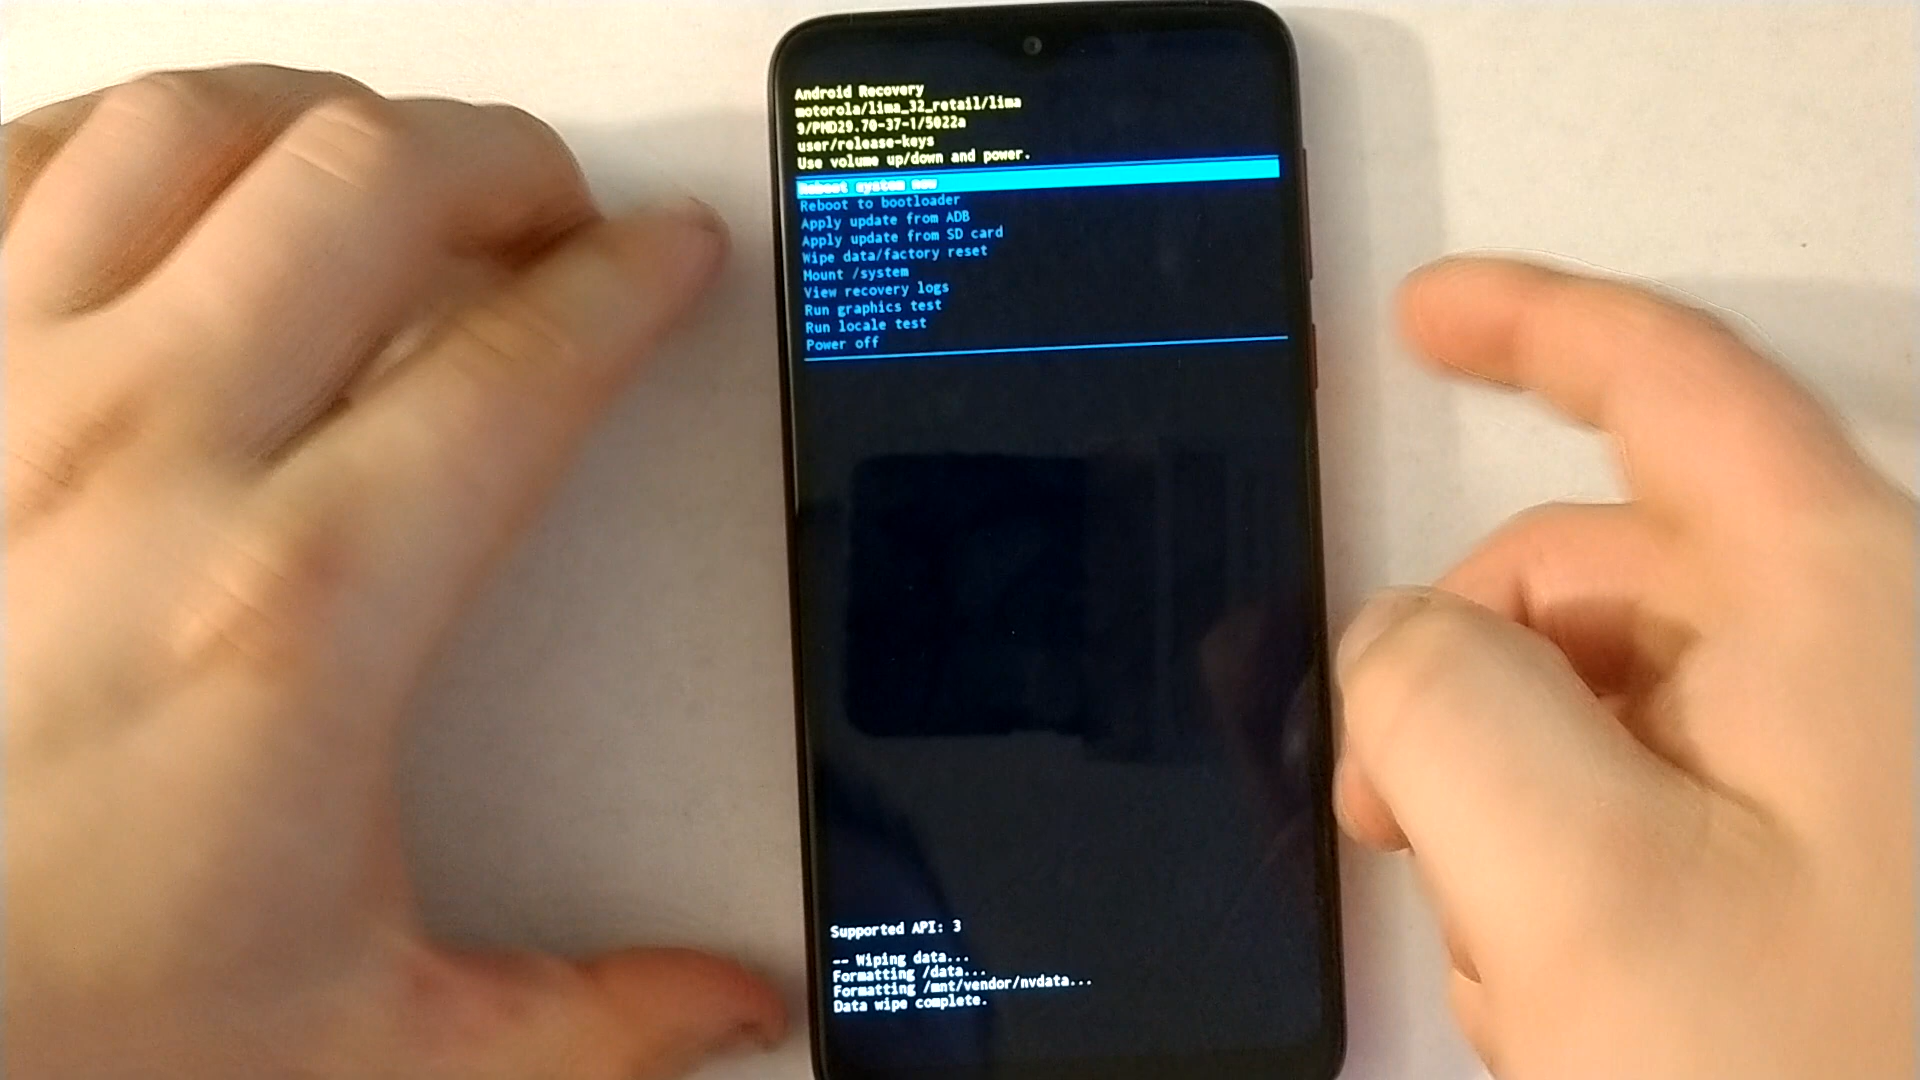 Android Recovery
motorola/lima_32_retail/lima
9/PMD29.70-37-1/5022a
user/release-keys
Use volume up/down and power.
Reboot system now
Reboot to bootloader
Apply update from ADB
Apply update from SD card
Wipe data/factory reset
Mount /system
View recovery logs
Run graphics test
Run locale test
Power off
Supported API: 3
-- Wiping data...
Formatting /data...
Formatting /mnt/vendor/nvdata...
Data wipe complete.